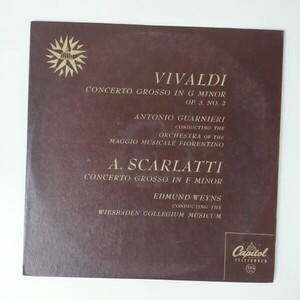 VIVALDI
CONCERTO GROSSO IN G MINOR
OP. 3, NO. 2
ANTONIO GUARNIERI
CONDUCTING THE
ORCHESTRA OF THE
MAGGIO MUSICALE FIORENTINO
A. SCARLATTI
CONCERTO GROSSO IN F MINOR
EDMUND WEYNS
CONDUCTING THE
WIESBADEN COLLEGIUM MUSICUM
Capitol
TELEFUNKEN